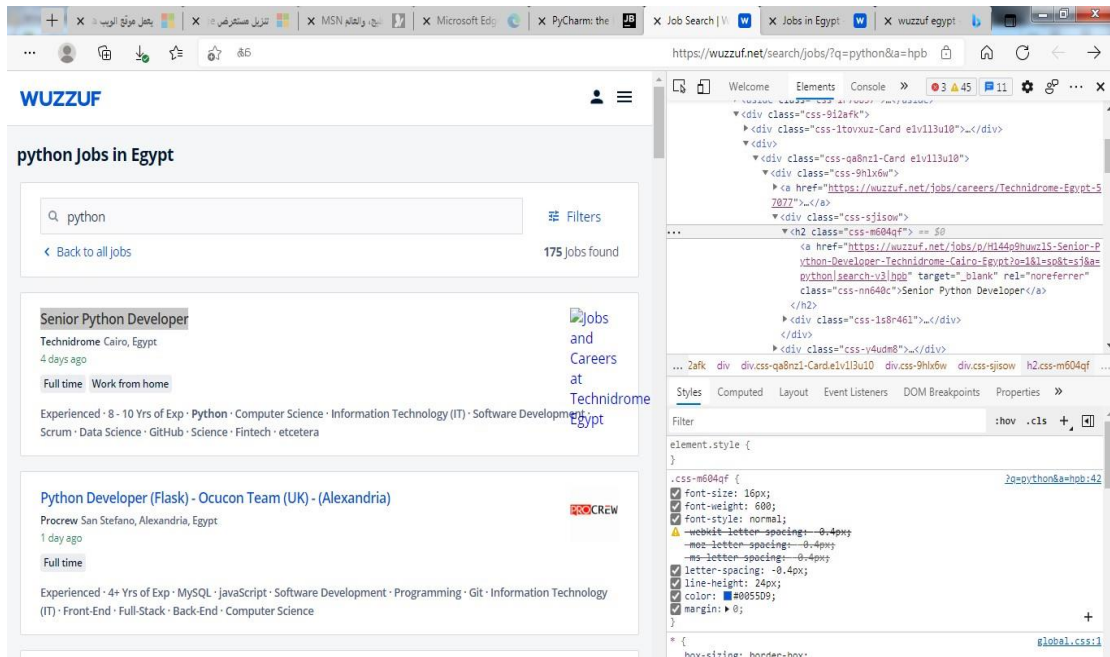 يعمل موقع الويب د
تنزيل مستعرض
MSN
Microsoft Edg
PyCharm: the
Job Search | W
Jobs in Egypt
wuzzuf egypt
https://wuzzuf.net/search/jobs/?q=python&a=hpb
WUZZUF
python Jobs in Egypt
python
Filters
Back to all jobs
175 Jobs found
Senior Python Developer
Technidrome Cairo, Egypt
4 days ago
Full time Work from home
Jobs
and
Careers
at
Technidrome
Egypt
Experienced · 8 - 10 Yrs of Exp · Python · Computer Science · Information Technology (IT) · Software Development ·
Scrum · Data Science · GitHub · Science · Fintech · etcetera
Python Developer (Flask) - Ocucon Team (UK) - (Alexandria)
Procrew San Stefano, Alexandria, Egypt
1 day ago
Full time
PROCREW
Experienced · 4+ Yrs of Exp · MySQL · javaScript · Software Development · Programming · Git · Information Technology
(IT) · Front-End · Full-Stack · Back-End · Computer Science
Welcome Elements Console » 3 45 11
<div class="css-9i2afk">
<div class="css-1tovxuz-Card e1v1l3u10">…</div>
<div>
<div class="css-qa8nz1-Card e1v1l3u10">
<div class="css-9hlx6w">
<a href="https://wuzzuf.net/jobs/careers/Technidrome-Egypt-5
7077">…</a>
<div class="css-sjisow">
<h2 class="css-m604qf"> == $0
<a href="https://wuzzuf.net/jobs/p/H144p9huwzlS-Senior-P
ython-Developer-Technidrome-Cairo-Egypt?o=1&l=sp&t=sj&a=
python|search-v3|hpb" target="_blank" rel="noreferrer"
class="css-nn640c">Senior Python Developer</a>
</h2>
<div class="css-1s8r46l">…</div>
</div>
<div class="css-y4udm8">…</div>
... 2afk div div.css-qa8nz1-Card.e1v1l3u10 div.css-9hlx6w div.css-sjisow h2.css-m604qf ...
Styles Computed Layout Event Listeners DOM Breakpoints Properties »
Filter :hov .cls +
element.style {
}
.css-m604qf { ?q=python&a=hpb:42
font-size: 16px;
font-weight: 600;
font-style: normal;
-webkit-letter-spacing: -0.4px;
-moz-letter-spacing: -0.4px;
-ms-letter-spacing: -0.4px;
letter-spacing: -0.4px;
line-height: 24px;
color: #0055D9;
margin: 0;
}
* { global.css:1
box-sizing: border-box;